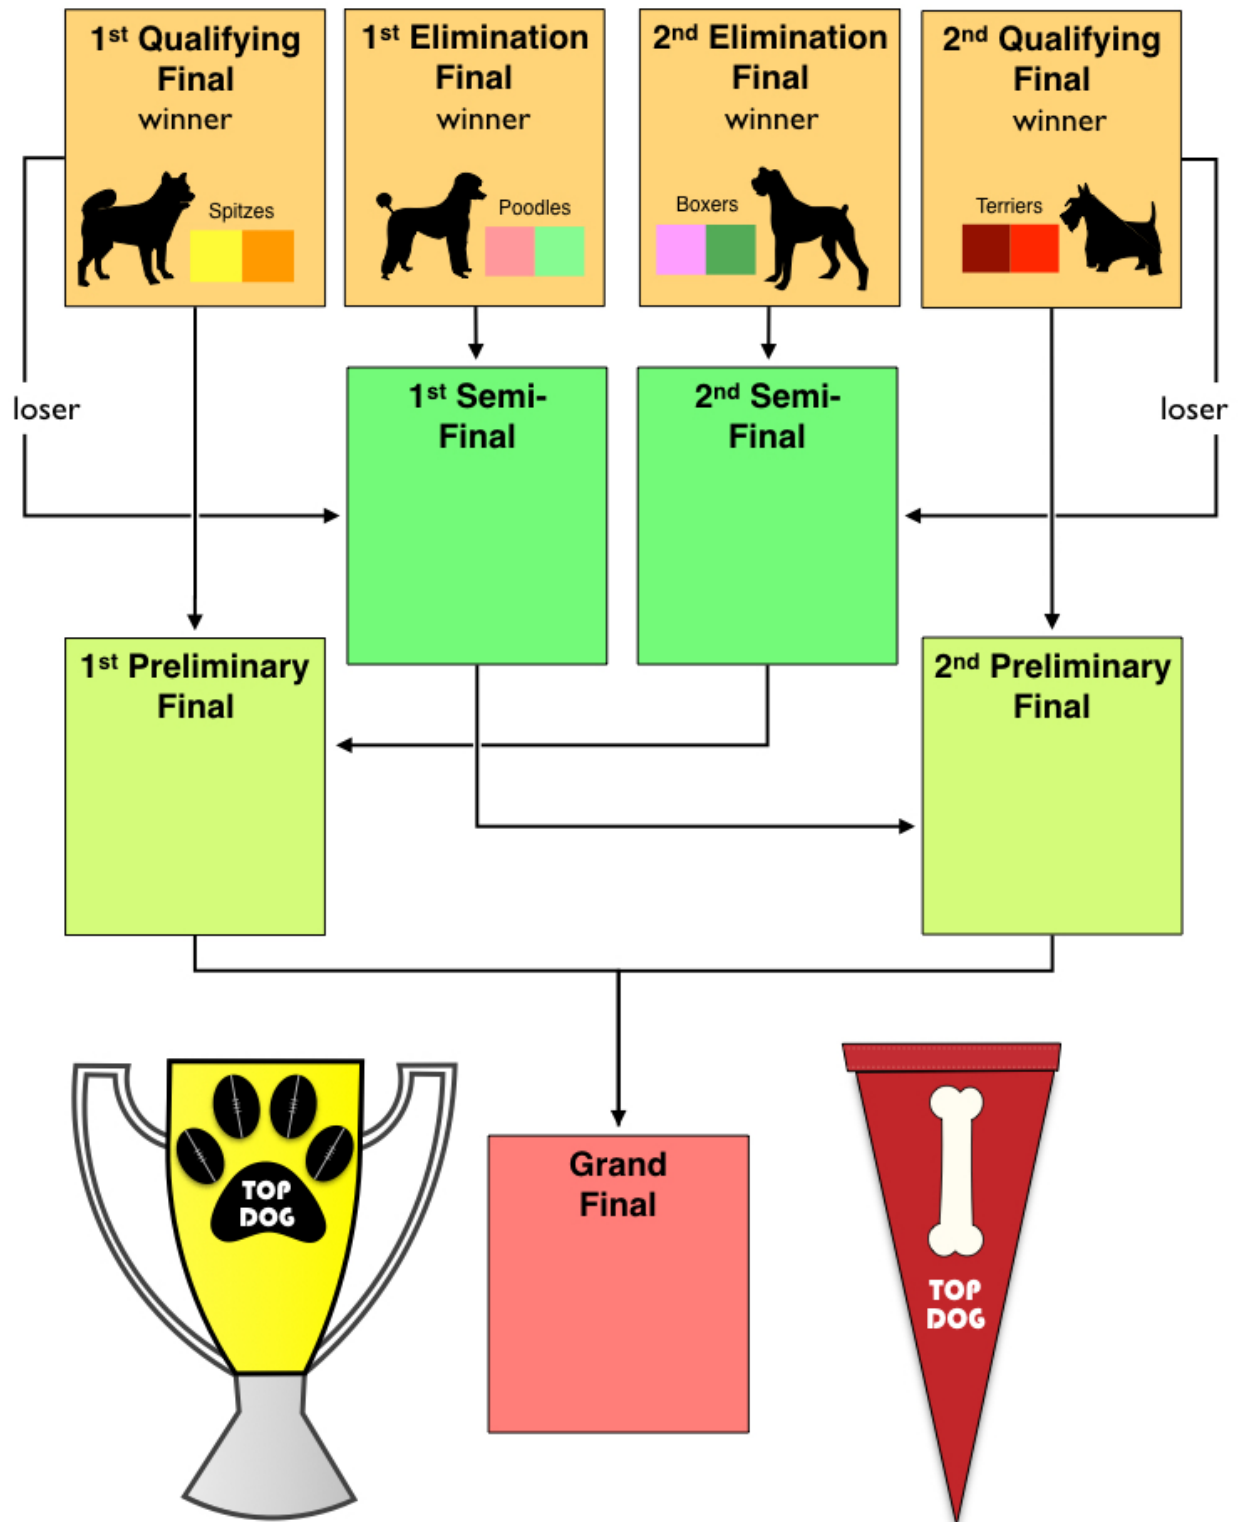 1st Qualifying
Final
winner
Spitzes
1st Elimination
Final
winner
Poodles
2nd Elimination
Final
winner
Boxers
2nd Qualifying
Final
winner
Terriers
loser
1st Semi-
Final
2nd Semi-
Final
loser
1st Preliminary
Final
2nd Preliminary
Final
TOP
DOG
Grand
Final
TOP
DOG